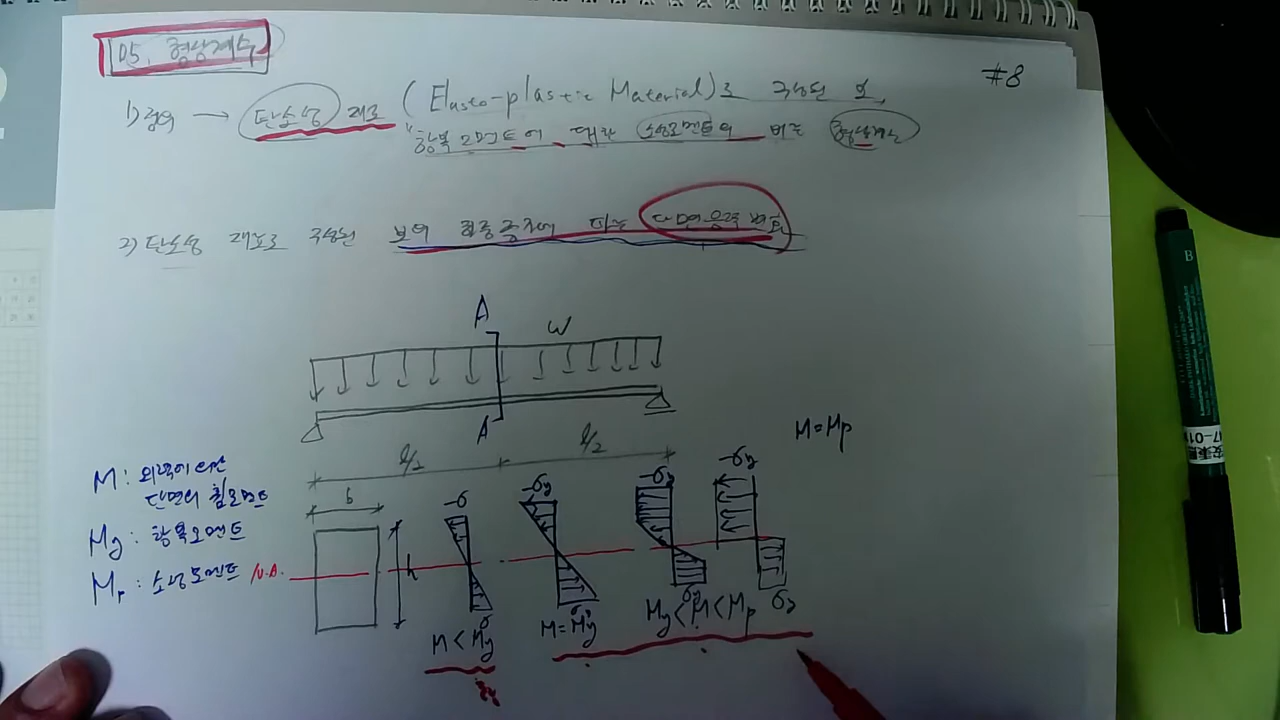 05. 형상계수
#8
1) 정의 → 탄소성 재료 (Elasto-plastic Material)로 구성된 보,
"항복모멘트에 대한 소성모멘트의 비를 형상계수
2) 탄소성 재료로 구성된 보의 하중증가에 따른 단면응력 변화
A
w
A
l/2
l/2
M=Mp
M: 외력에 의한
단면의 휨모멘트
My: 항복모멘트
Mp: 소성모멘트
N.A.
b
h
-σ
σ
M<My
-σy
σy
M=My
-σy
σy
My<M<Mp
-σy
σy